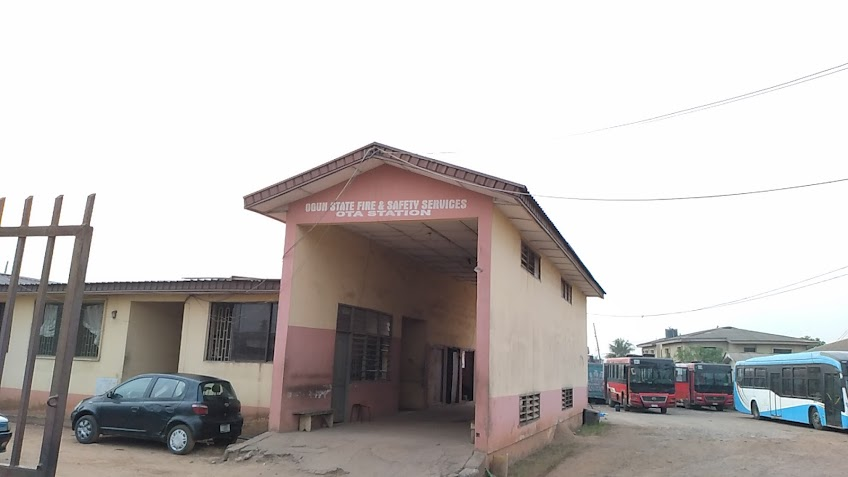 OGUN STATE FIRE & SAFETY SERVICES
OTA STATION